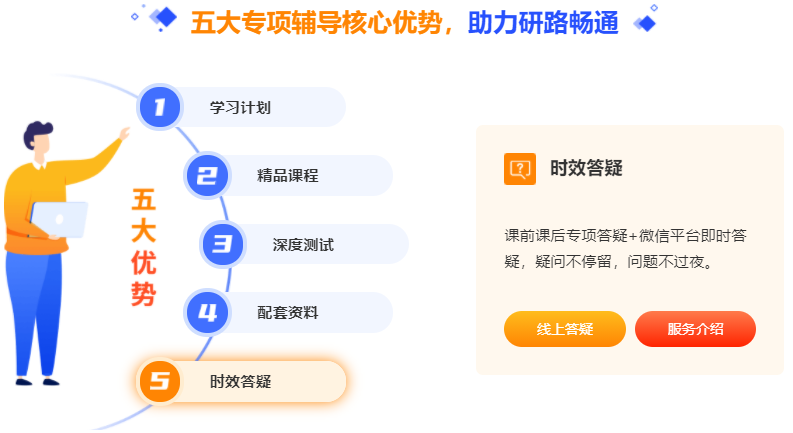 五大专项辅导核心优势，助力研路畅通
五大优势
1 学习计划
2 精品课程
3 深度测试
4 配套资料
5 时效答疑
时效答疑
课前课后专项答疑+微信平台即时答
疑，疑问不停留，问题不过夜。
线上答疑 服务介绍